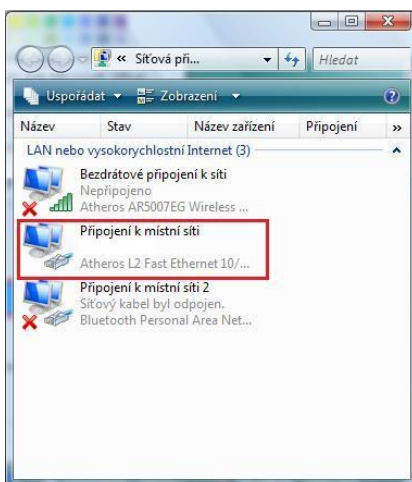 « Síťová při...
Hledat
Uspořádat Zobrazení
Název Stav Název zařízení Připojení »
LAN nebo vysokorychlostní Internet (3)
Bezdrátové připojení k síti
Nepřipojeno
Atheros AR5007EG Wireless ...
Připojení k místní síti
Atheros L2 Fast Ethernet 10/...
Připojení k místní síti 2
Síťový kabel byl odpojen.
Bluetooth Personal Area Net...